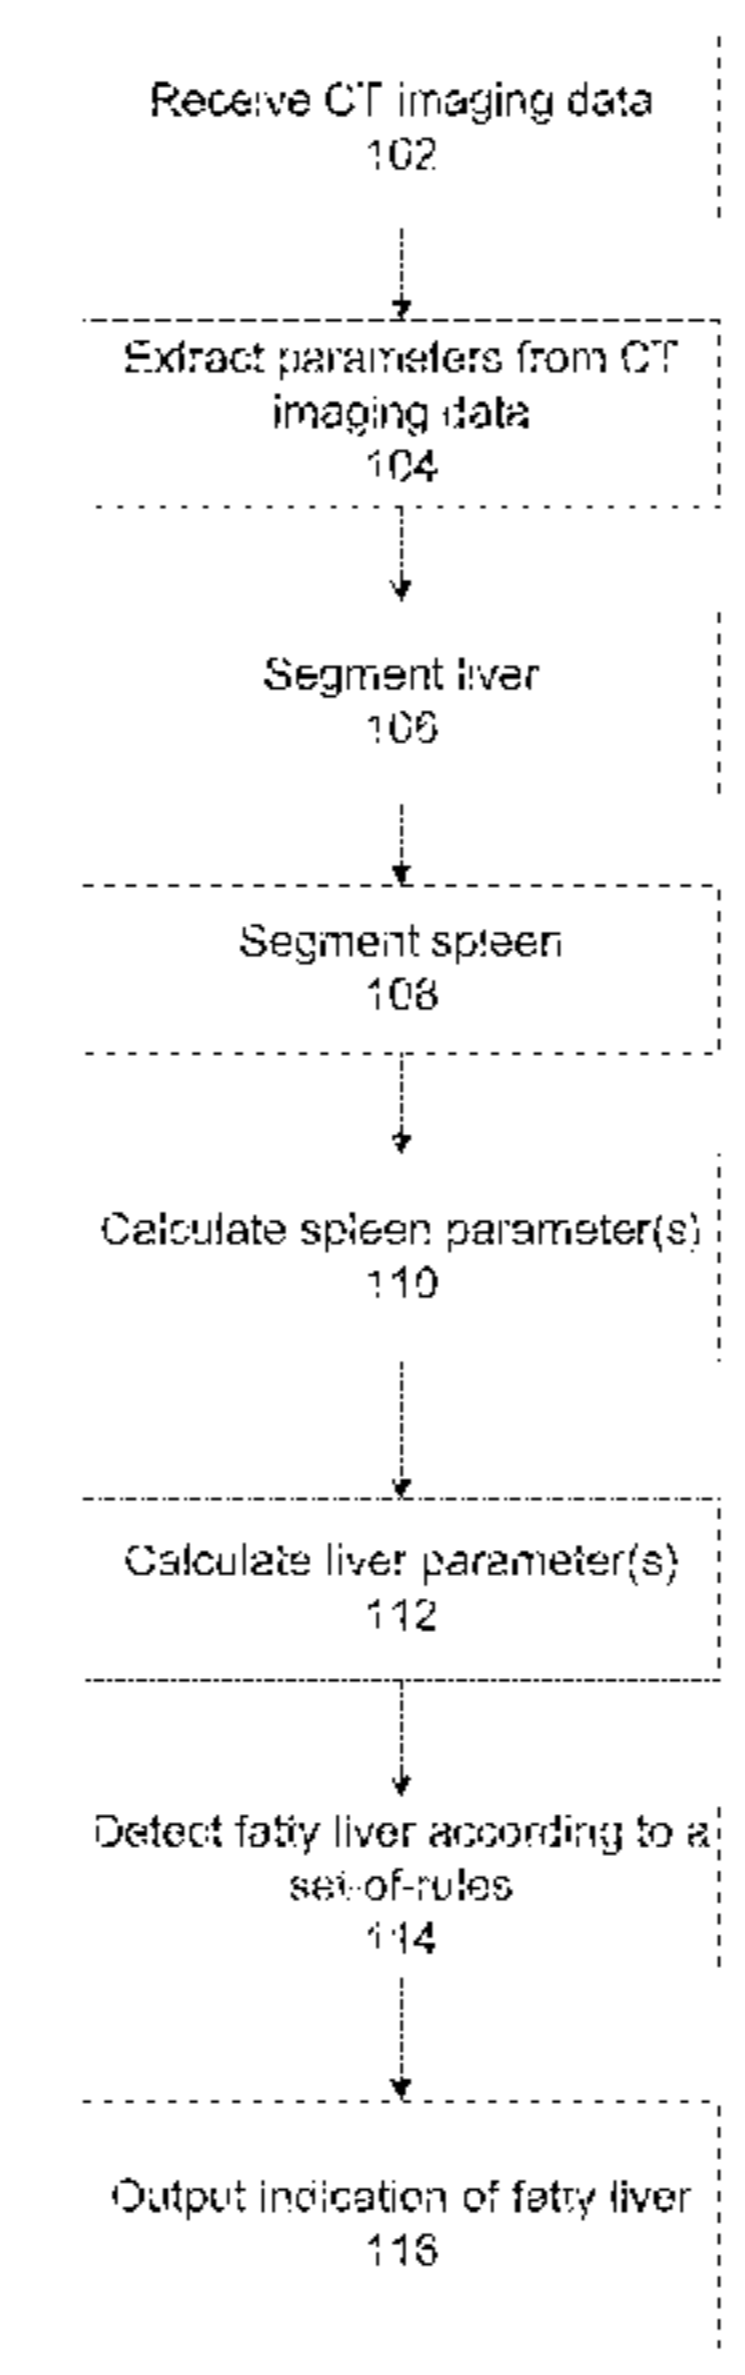 Receive CT imaging data
102
Extract parameters from CT
imaging data
104
Segment liver
106
Segment spleen
108
Calculate spleen parameter(s)
110
Calculate liver parameter(s)
112
Detect fatty liver according to a
set-of-rules
114
Output indication of fatty liver
116